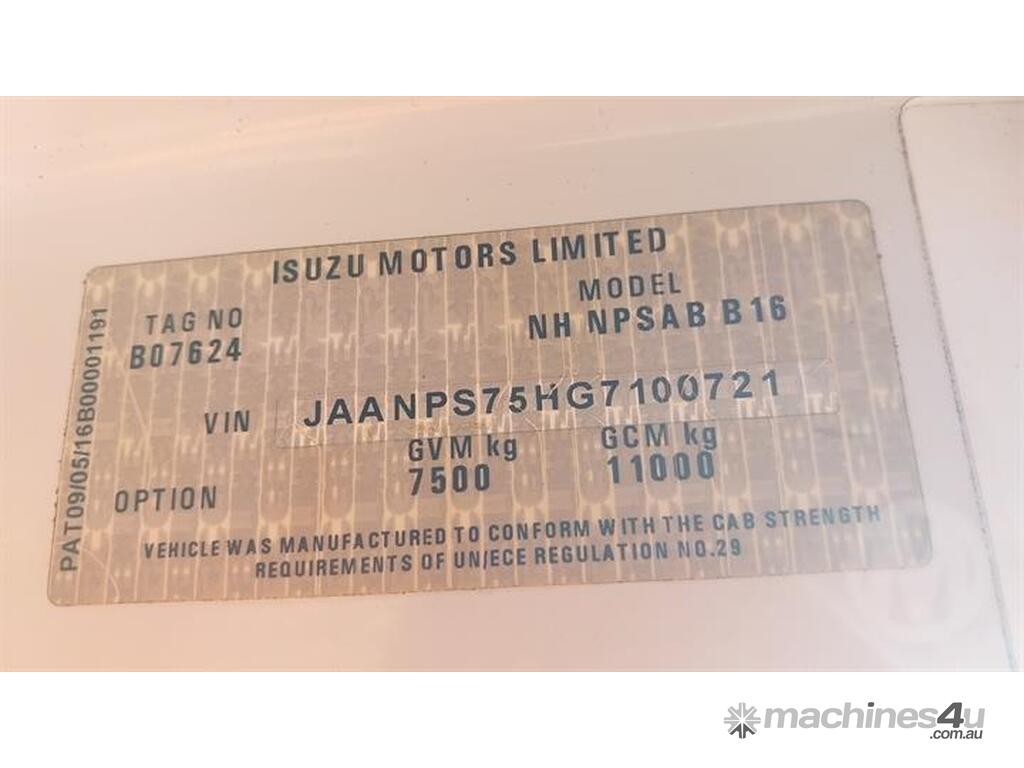 ISUZU MOTORS LIMITED
TAG NO
B07624
MODEL
NH NPSAB B16
VIN
JAANPS75HG7100721
GVM kg
7500
GCM kg
11000
OPTION
VEHICLE WAS MANUFACTURED TO CONFORM WITH THE CAB STRENGTH
REQUIREMENTS OF UN/ECE REGULATION NO.29
PAT09/05/16B00001191
machines4u
.com.au